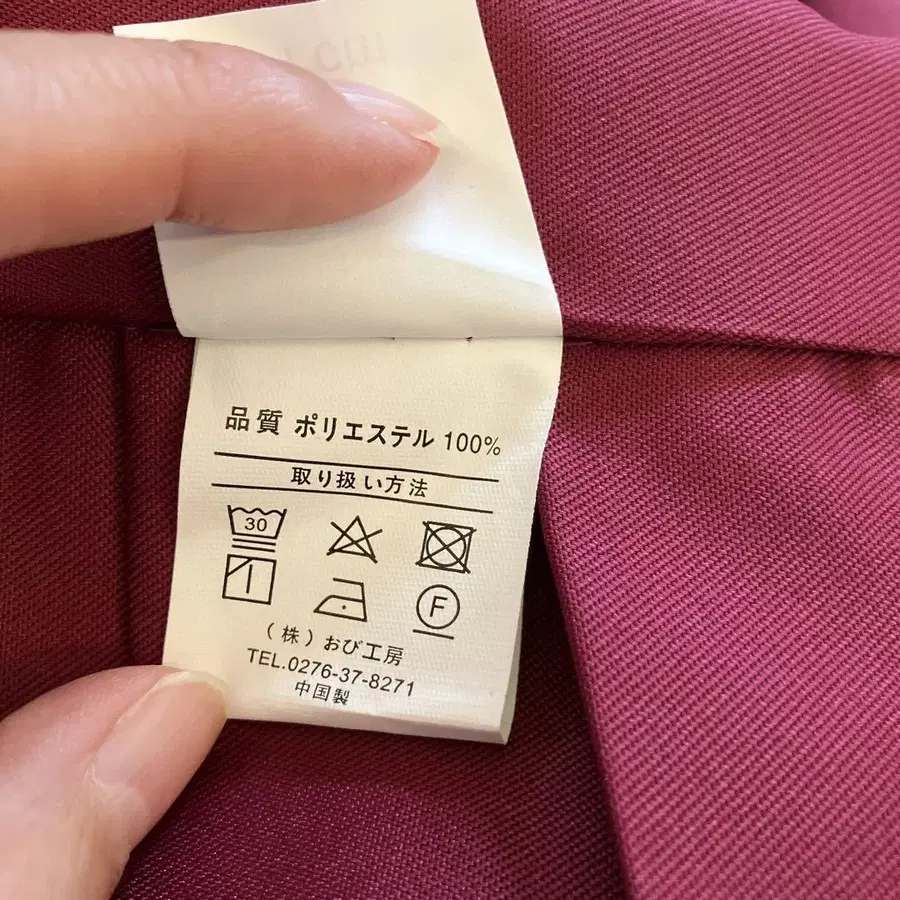 品質 ポリエステル 100%
取り扱い方法
30
F
(株)おび工房
TEL.0276-37-8271
中国製